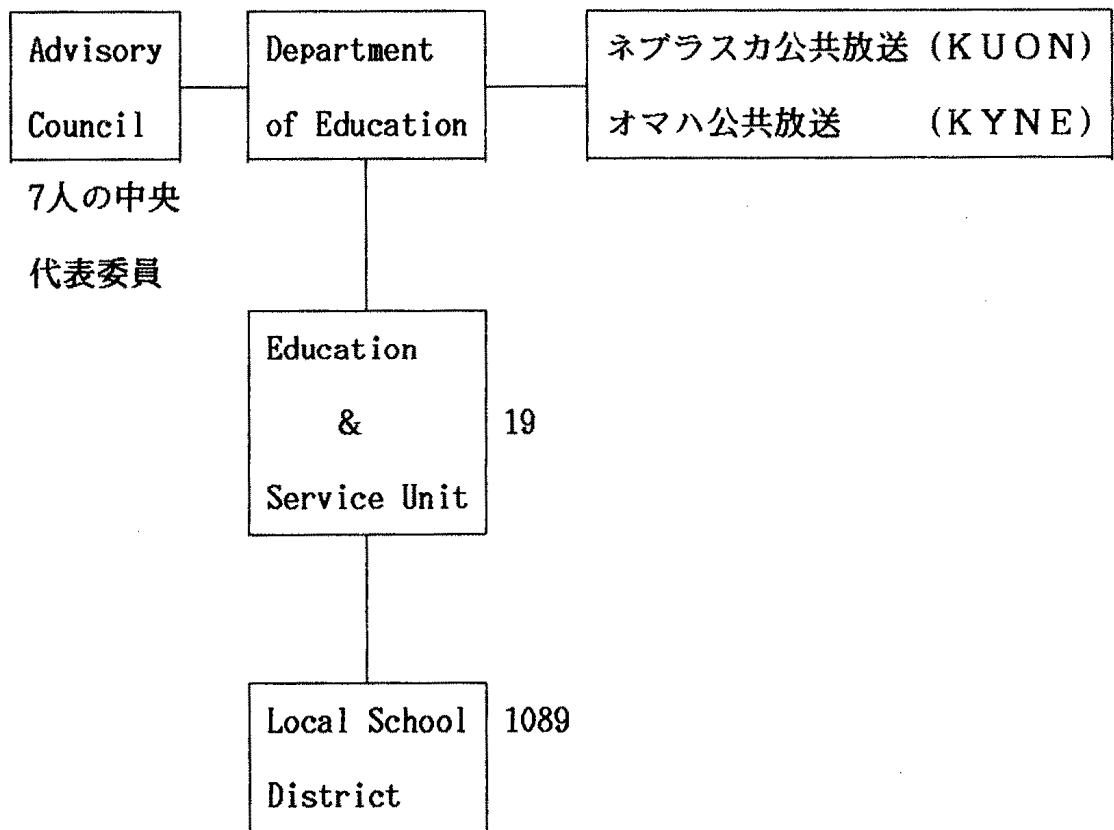 Advisory
Council
7人の中央
代表委員
Department
of Education
ネブラスカ公共放送 (KUON)
オマハ公共放送 (KYNE)
Education
&
Service Unit
19
Local School
District
1089